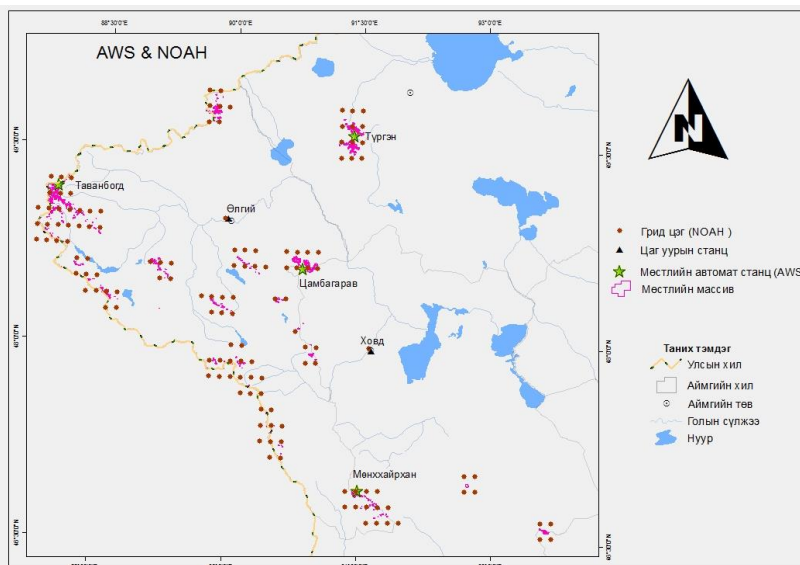 88°30'0"E 90°0'0"E 91°30'0"E 93°0'0"E
AWS & NOAH
Түргэн
Таванбогд
Өлгий
Цамбагарав
Ховд
Мөнххайрхан
N
Грид цэг (NOAH )
Цаг уурын станц
Мөстлийн автомат станц (AWS
Мөстлийн массив
Таних тэмдэг
Улсын хил
Аймгийн хил
Аймгийн төв
Голын сүлжээ
Нуур